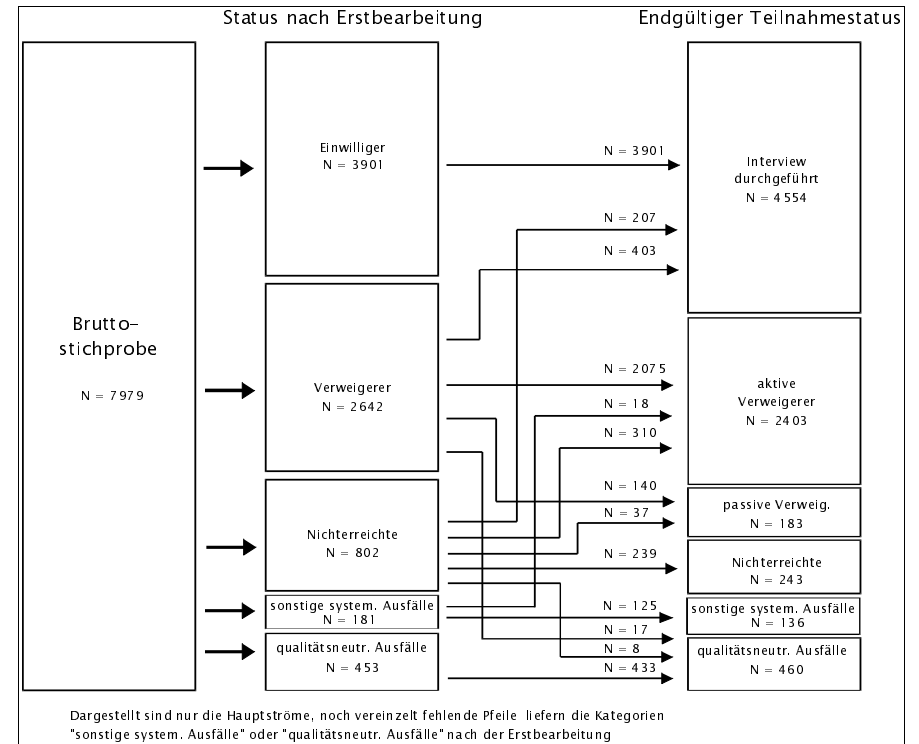 Status nach Erstbearbeitung
Endgültiger Teilnahmestatus
Brutto-
stichprobe
N = 7979
Einwilliger
N = 3901
Verweigerer
N = 2642
Nichterreichte
N = 802
sonstige system. Ausfälle
N = 181
qualitätsneutr. Ausfälle
N = 453
N = 3901
N = 207
N = 403
N = 2075
N = 18
N = 310
N = 140
N = 37
N = 239
N = 125
N = 17
N = 8
N = 433
Interview
durchgeführt
N = 4554
aktive
Verweigerer
N = 2403
passive Verweig.
N = 183
Nichterreichte
N = 243
sonstige system. Ausfälle
N = 136
qualitätsneutr. Ausfälle
N = 460
Dargestellt sind nur die Hauptströme, noch vereinzelt fehlende Pfeile liefern die Kategorien
"sonstige system. Ausfälle" oder "qualitätsneutr. Ausfälle" nach der Erstbearbeitung